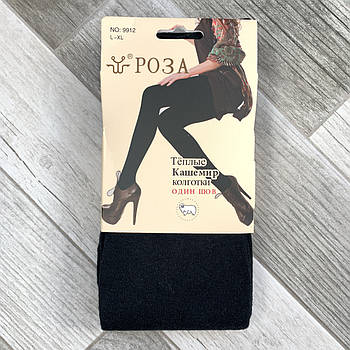 NO: 9912
L-XL
® РОЗА
Тёплые
Кашемир
колготки
один шов